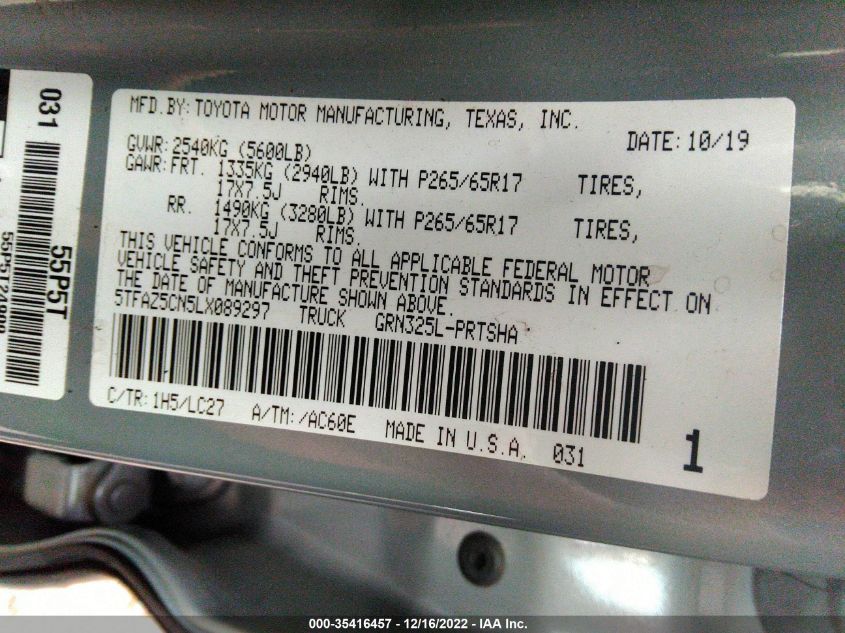 031
55P5T
MFD.BY: TOYOTA MOTOR MANUFACTURING, TEXAS, INC.
DATE: 10/19
GVWR: 2540KG (5600LB)
GAWR: FRT. 1335KG (2940LB) WITH P265/65R17 TIRES,
17X7.5J RIMS.
RR. 1490KG (3280LB) WITH P265/65R17 TIRES,
17X7.5J RIMS.
THIS VEHICLE CONFORMS TO ALL APPLICABLE FEDERAL MOTOR
VEHICLE SAFETY AND THEFT PREVENTION STANDARDS IN EFFECT ON
THE DATE OF MANUFACTURE SHOWN ABOVE.
5TFAZ5CN5LX089297 TRUCK GRN325L-PRTSHA
C/TR: 1H5/LC27 A/TM: /AC60E MADE IN U.S.A. 031
1
000-35416457 - 12/16/2022 - IAA Inc.